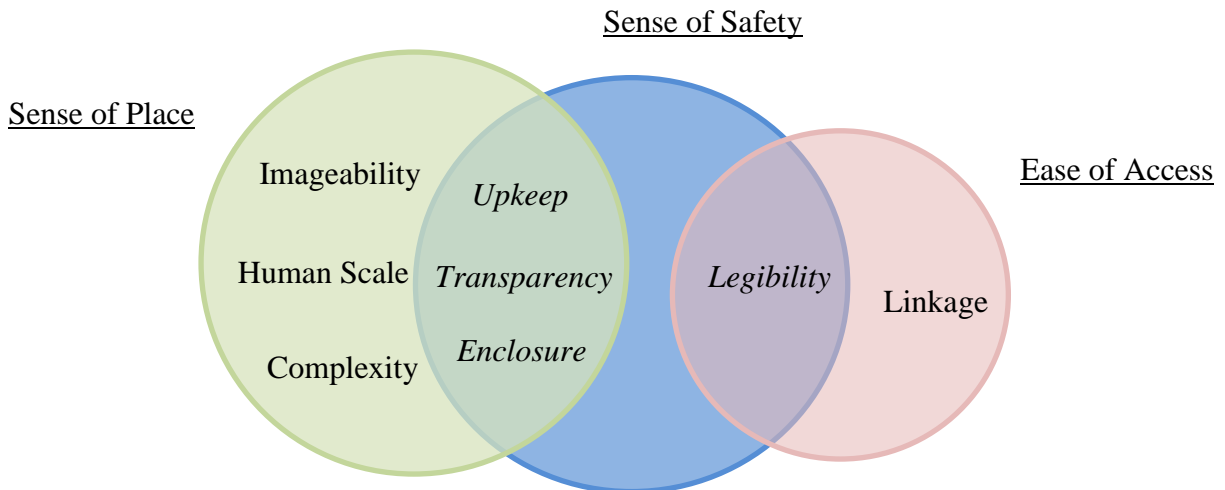 Sense of Safety
Sense of Place
Ease of Access
Imageability
Human Scale
Complexity
Upkeep
Transparency
Enclosure
Legibility
Linkage